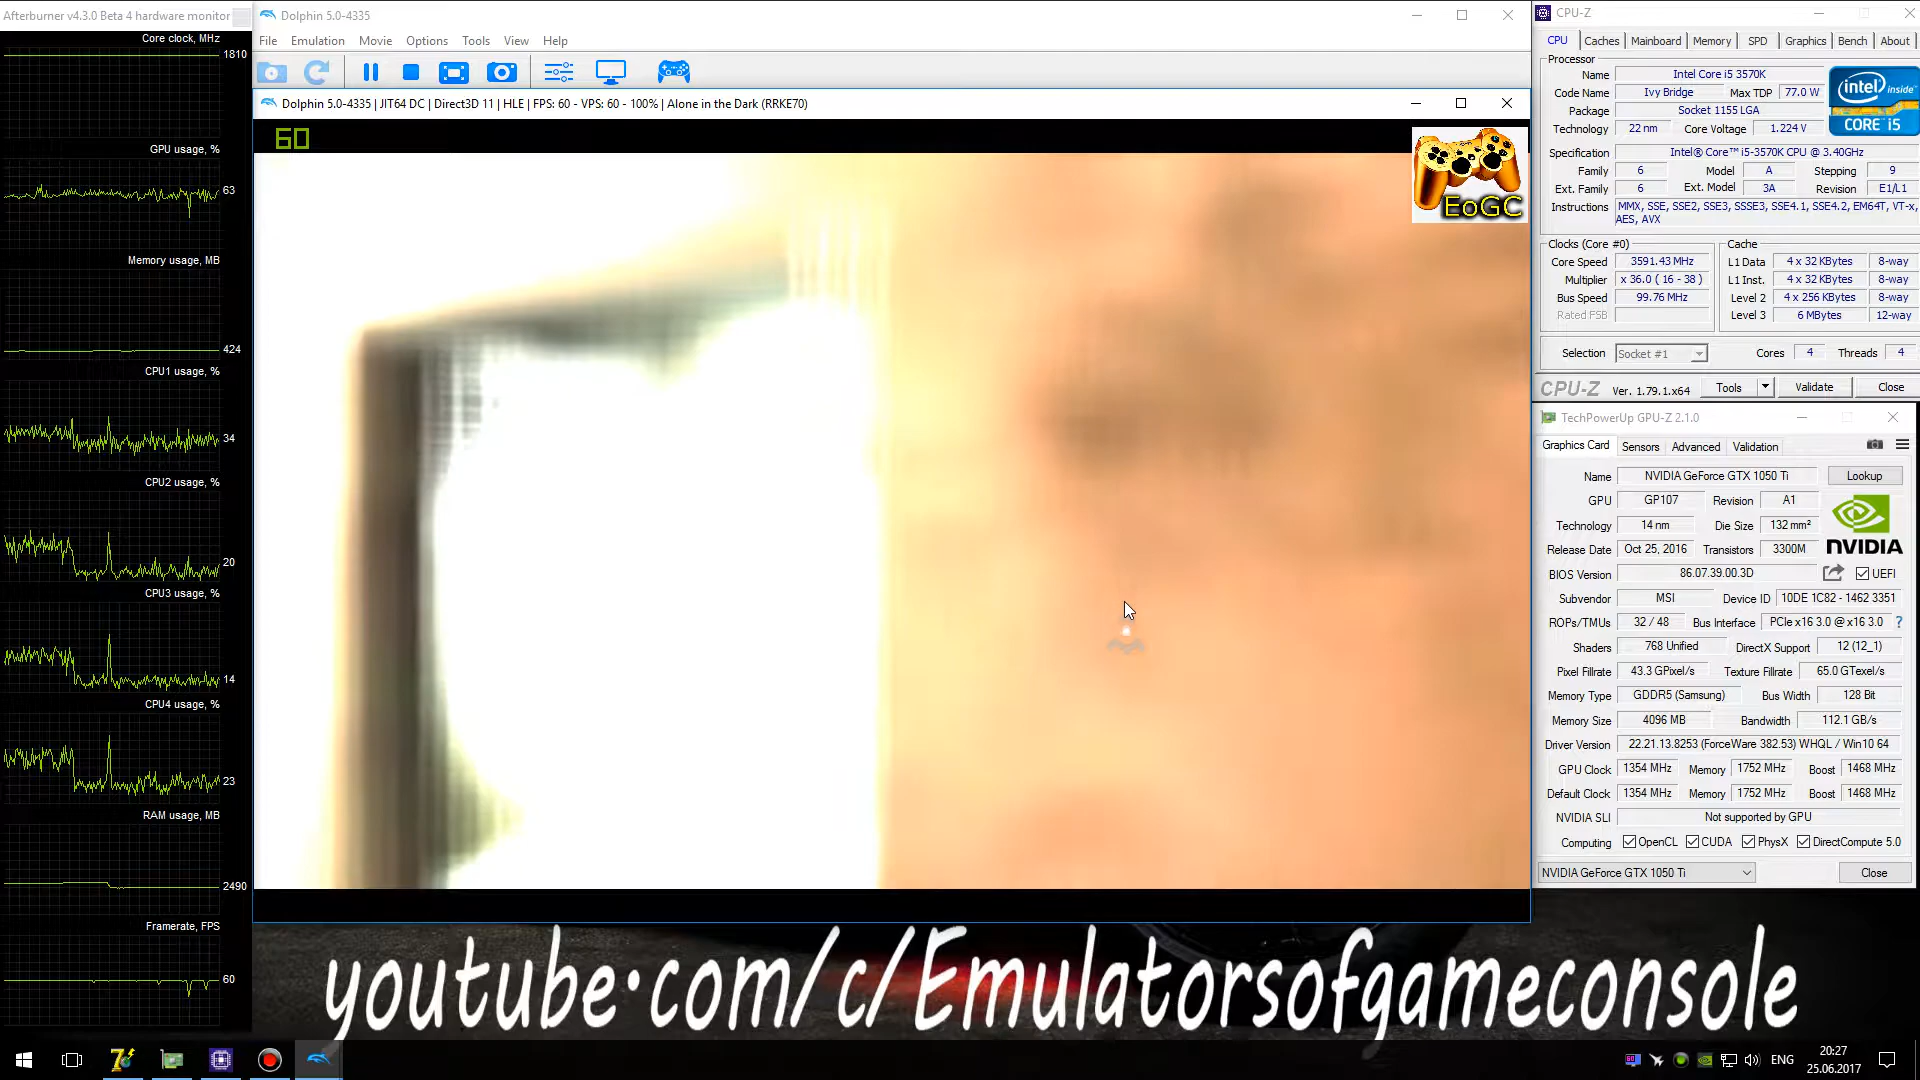 Afterburner v4.3.0 Beta 4 hardware monitor
Core clock, MHz
1810
GPU usage, %
63
Memory usage, MB
424
CPU1 usage, %
34
CPU2 usage, %
20
CPU3 usage, %
14
CPU4 usage, %
23
RAM usage, MB
2490
Framerate, FPS
60
Dolphin 5.0-4335
File Emulation Movie Options Tools View Help
Dolphin 5.0-4335 | JIT64 DC | Direct3D 11 | HLE | FPS: 60 - VPS: 60 - 100% | Alone in the Dark (RRKE70)
60
EoGC
CPU-Z
CPU Caches Mainboard Memory SPD Graphics Bench About
Processor
Name Intel Core i5 3570K
Code Name Ivy Bridge Max TDP 77.0 W
Package Socket 1155 LGA
Technology 22 nm Core Voltage 1.224 V
intel inside™
CORE i5
Specification Intel® Core™ i5-3570K CPU @ 3.40GHz
Family 6 Model A Stepping 9
Ext. Family 6 Ext. Model 3A Revision E1/L1
Instructions MMX, SSE, SSE2, SSE3, SSSE3, SSE4.1, SSE4.2, EM64T, VT-x,
AES, AVX
Clocks (Core #0)
Core Speed 3591.43 MHz
Multiplier x 36.0 ( 16 - 38 )
Bus Speed 99.76 MHz
Rated FSB
Cache
L1 Data 4 x 32 KBytes 8-way
L1 Inst. 4 x 32 KBytes 8-way
Level 2 4 x 256 KBytes 8-way
Level 3 6 MBytes 12-way
Selection Socket #1 Cores 4 Threads 4
CPU-Z Ver. 1.79.1.x64 Tools Validate Close
TechPowerUp GPU-Z 2.1.0
Graphics Card Sensors Advanced Validation
Name NVIDIA GeForce GTX 1050 Ti Lookup
GPU GP107 Revision A1
Technology 14 nm Die Size 132 mm²
Release Date Oct 25, 2016 Transistors 3300M
NVIDIA
BIOS Version 86.07.39.00.3D UEFI
Subvendor MSI Device ID 10DE 1C82 - 1462 3351
ROPs/TMUs 32 / 48 Bus Interface PCIe x16 3.0 @ x16 3.0 ?
Shaders 768 Unified DirectX Support 12 (12_1)
Pixel Fillrate 43.3 GPixel/s Texture Fillrate 65.0 GTexel/s
Memory Type GDDR5 (Samsung) Bus Width 128 Bit
Memory Size 4096 MB Bandwidth 112.1 GB/s
Driver Version 22.21.13.8253 (ForceWare 382.53) WHQL / Win10 64
GPU Clock 1354 MHz Memory 1752 MHz Boost 1468 MHz
Default Clock 1354 MHz Memory 1752 MHz Boost 1468 MHz
NVIDIA SLI Not supported by GPU
Computing OpenCL CUDA PhysX DirectCompute 5.0
NVIDIA GeForce GTX 1050 Ti Close
youtube.com/c/Emulatorsofgameconsole
60 ENG 20:27
25.06.2017